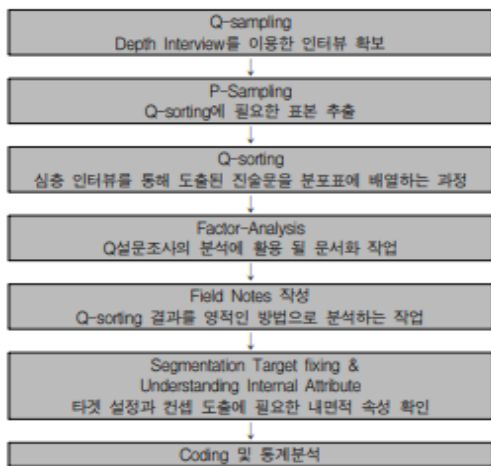 Q-sampling
Depth Interview를 이용한 인터뷰 확보
↓
P-Sampling
Q-sorting에 필요한 표본 추출
↓
Q-sorting
심층 인터뷰를 통해 도출된 진술문을 분포표에 배열하는 과정
↓
Factor-Analysis
Q설문조사의 분석에 활용 될 문서화 작업
↓
Field Notes 작성
Q-sorting 결과를 영적인 방법으로 분석하는 작업
↓
Segmentation Target fixing &
Understanding Internal Attribute
타겟 설정과 컨셉 도출에 필요한 내면적 속성 확인
↓
Coding 및 통계분석